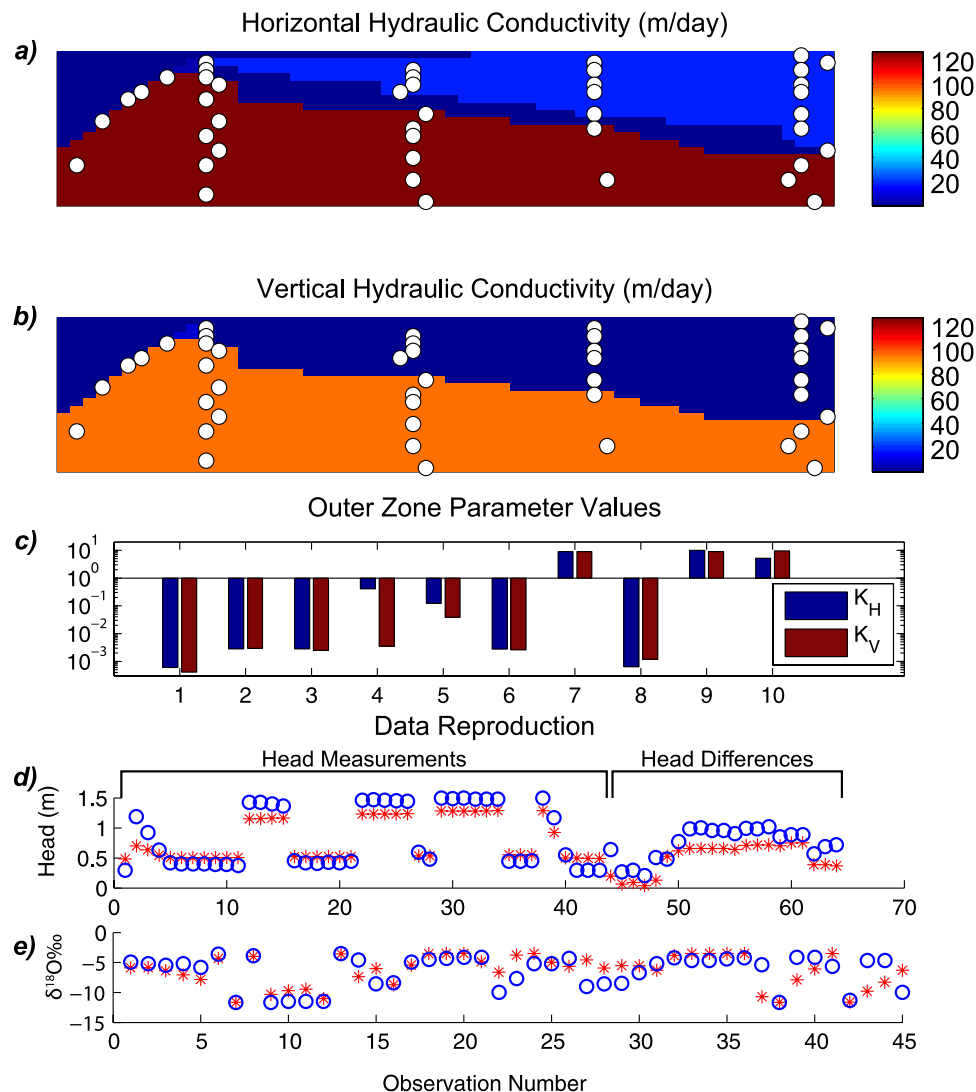 Horizontal Hydraulic Conductivity (m/day)
a)
120
100
80
60
40
20
Vertical Hydraulic Conductivity (m/day)
b)
120
100
80
60
40
20
Outer Zone Parameter Values
c)
10¹
10⁰
10⁻¹
10⁻²
10⁻³
K_H
K_V
1 2 3 4 5 6 7 8 9 10
Data Reproduction
Head Measurements Head Differences
d)
Head (m)
1.5
1
0.5
0
0 10 20 30 40 50 60 70
e)
δ¹⁸O‰
0
−5
−10
−15
0 5 10 15 20 25 30 35 40 45
Observation Number